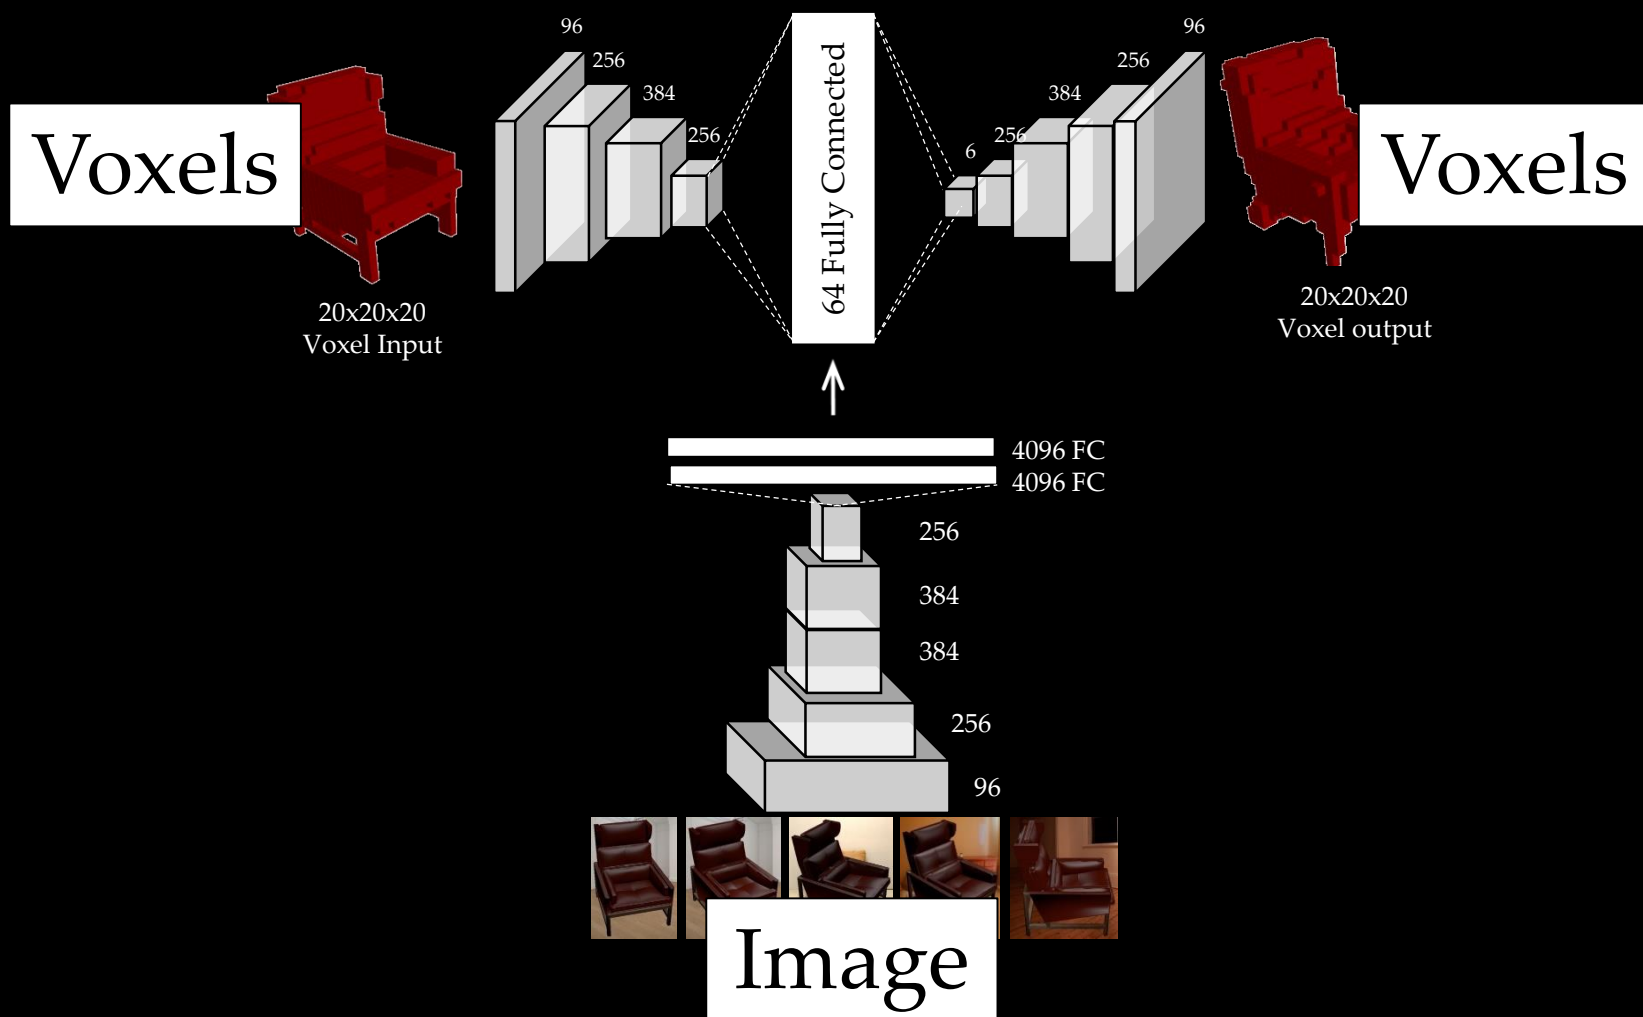 96
256
384
256
64 Fully Connected
6
256
384
256
96
Voxels
Voxels
20x20x20
Voxel Input
20x20x20
Voxel output
4096 FC
4096 FC
256
384
384
256
96
Image